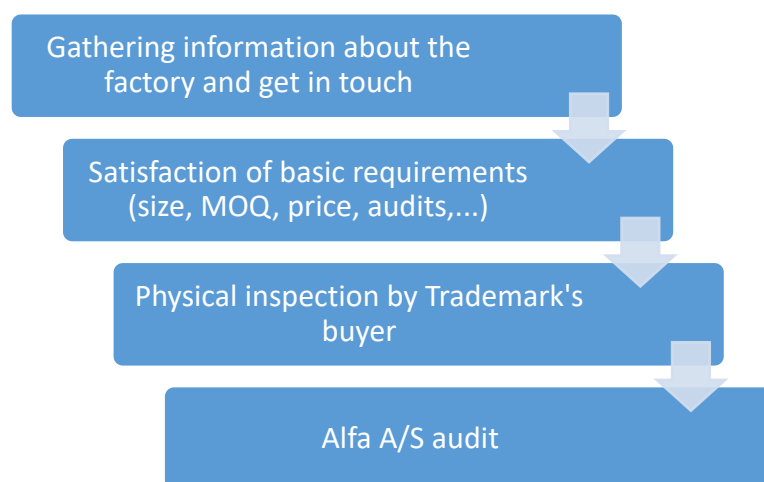 Gathering information about the
factory and get in touch
Satisfaction of basic requirements
(size, MOQ, price, audits,...)
Physical inspection by Trademark's
buyer
Alfa A/S audit